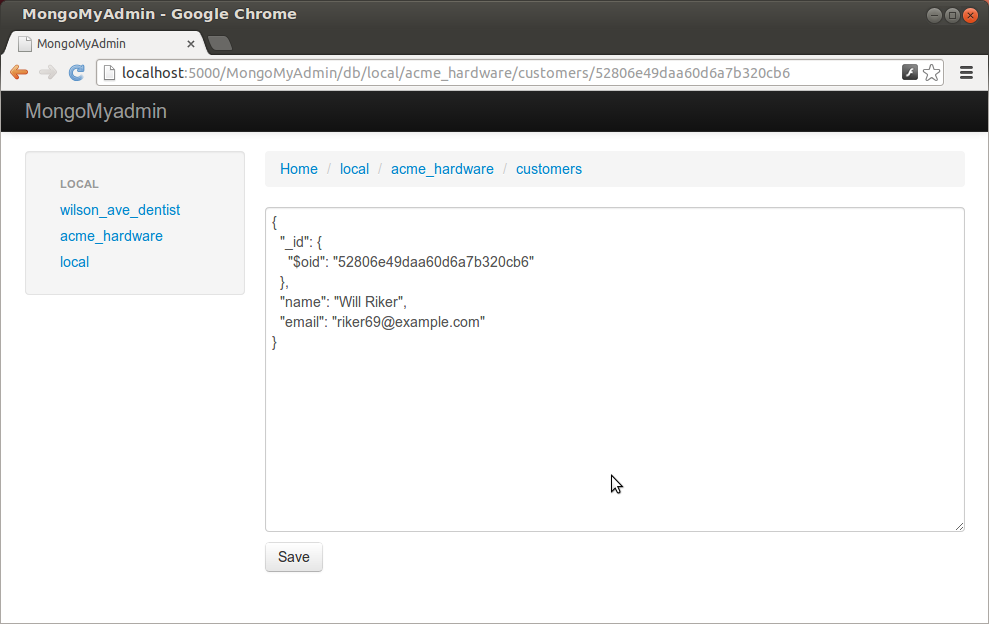 MongoMyAdmin - Google Chrome
MongoMyAdmin
localhost:5000/MongoMyAdmin/db/local/acme_hardware/customers/52806e49daa60d6a7b320cb6
MongoMyadmin
LOCAL
wilson_ave_dentist
acme_hardware
local
Home / local / acme_hardware / customers
{
"_id": {
"$oid": "52806e49daa60d6a7b320cb6"
},
"name": "Will Riker",
"email": "riker69@example.com"
}
Save